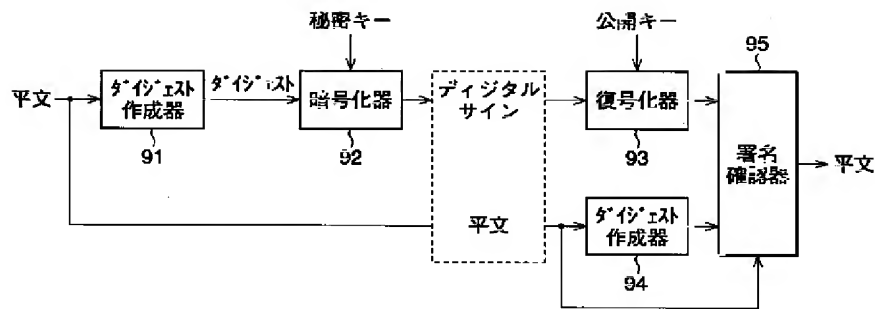 秘密キー
公開キー
95
平文
ダイジェスト
作成器
ダイジェスト
暗号化器
ディジタル
サイン
復号化器
91
92
93
署名
確認器
平文
平文
ダイジェスト
作成器
94